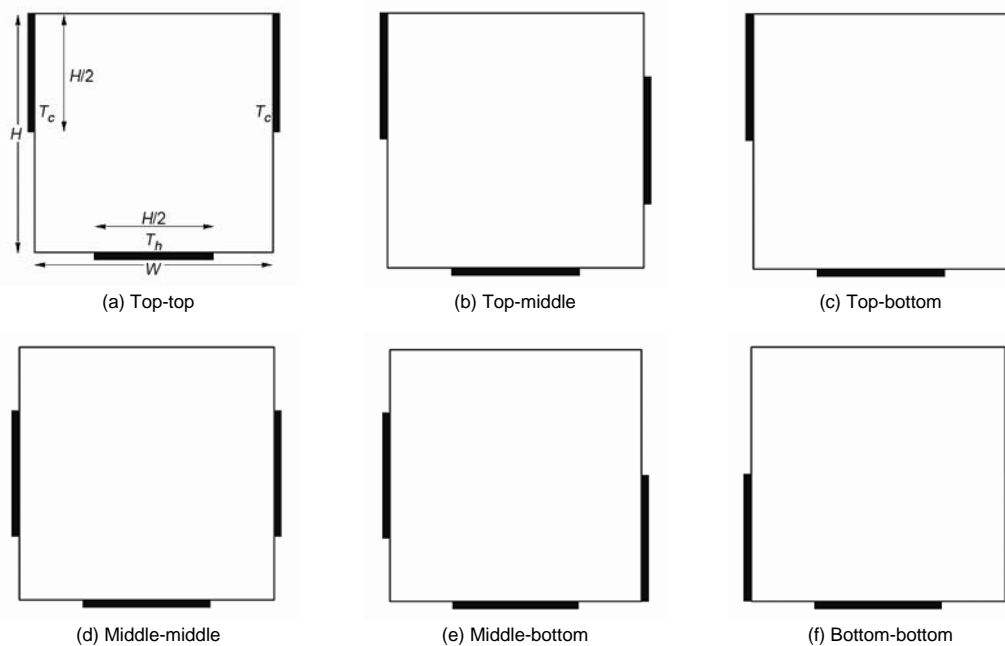 H/2
T_c
T_c
H
H/2
T_h
W
(a) Top-top
(b) Top-middle
(c) Top-bottom
(d) Middle-middle
(e) Middle-bottom
(f) Bottom-bottom